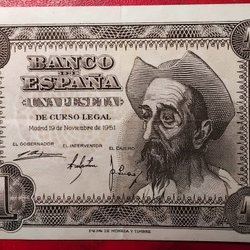 BANCO
DE
ESPAÑA
UNA PESETA
DE CURSO LEGAL
Madrid 19 de Noviembre de 1951
EL GOBERNADOR EL INTERVENTOR EL CAJERO
1